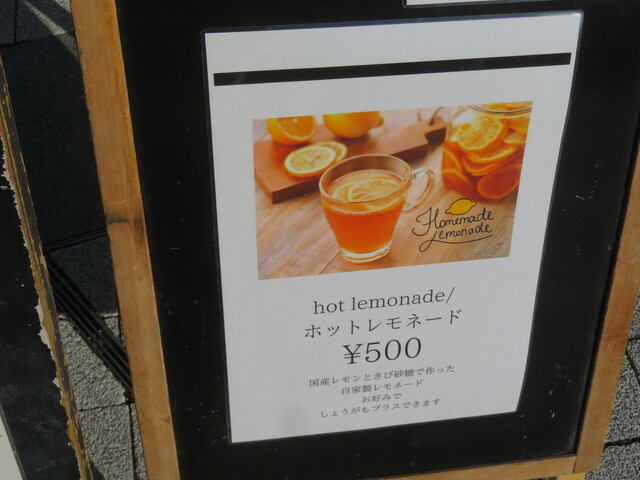 Homemade
Lemonade
hot lemonade/
ホットレモネード
¥500
国産レモンときび砂糖で作った
自家製レモネード
お好みで
しょうがもプラスできます